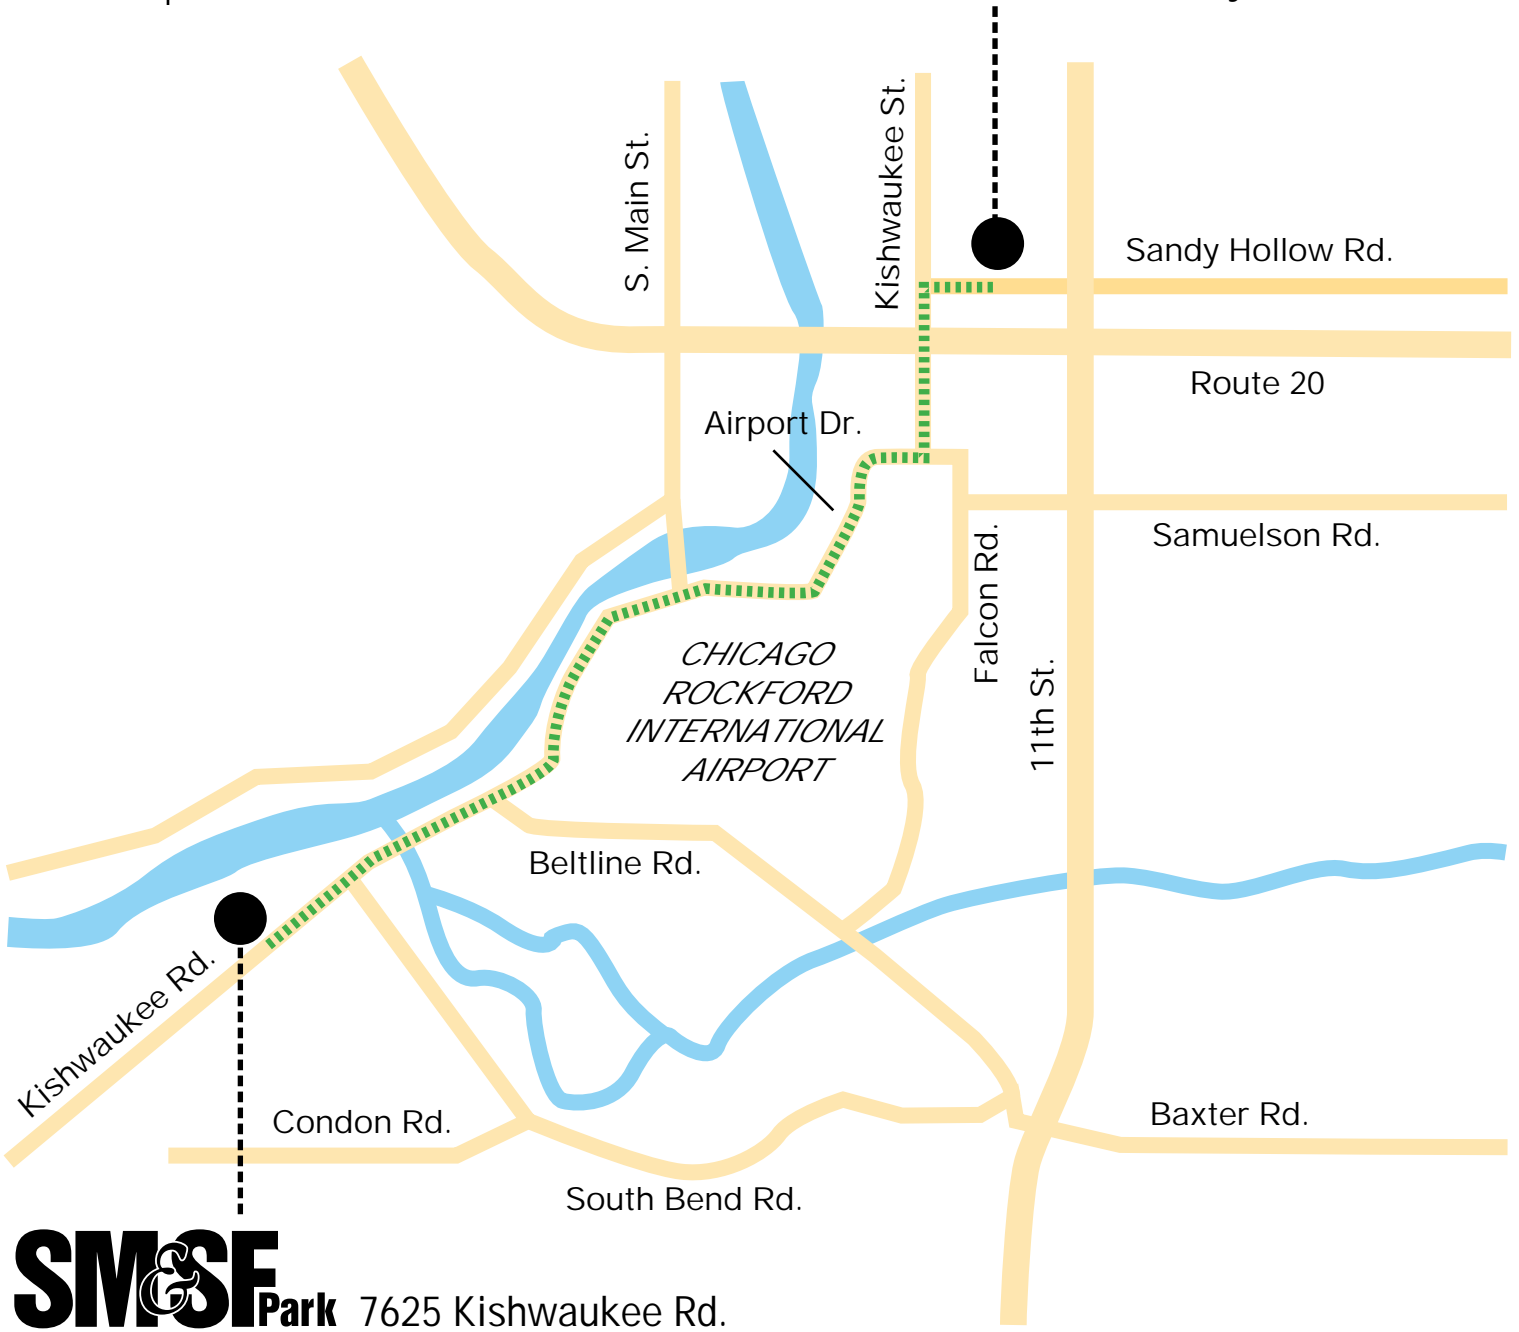 S. Main St.
Kishwaukee St.
Sandy Hollow Rd.
Route 20
Airport Dr.
Samuelson Rd.
Falcon Rd.
CHICAGO
ROCKFORD
INTERNATIONAL
AIRPORT
11th St.
Beltline Rd.
Kishwaukee Rd.
Condon Rd.
Baxter Rd.
South Bend Rd.
SM&SF Park 7625 Kishwaukee Rd.